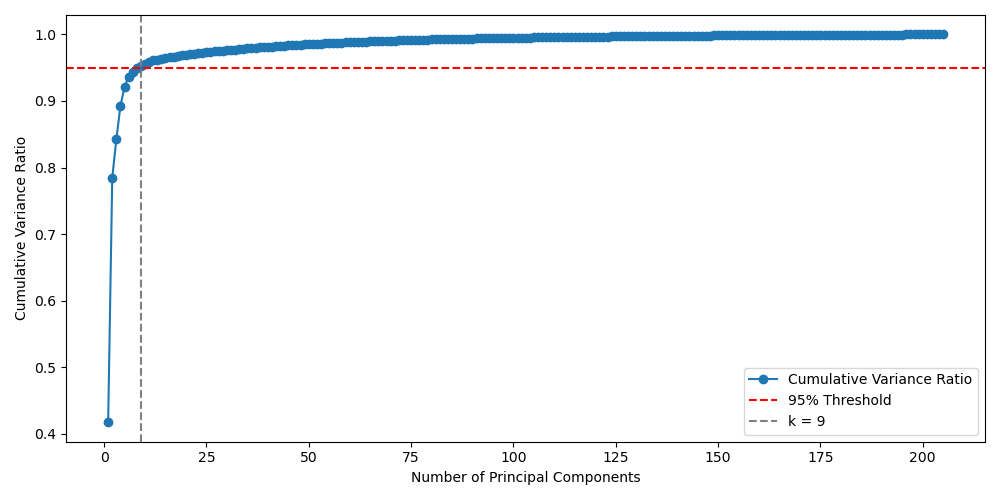 1.0
0.9
0.8
0.7
0.6
0.5
0.4
Cumulative Variance Ratio
0 25 50 75 100 125 150 175 200
Number of Principal Components
Cumulative Variance Ratio
95% Threshold
k = 9